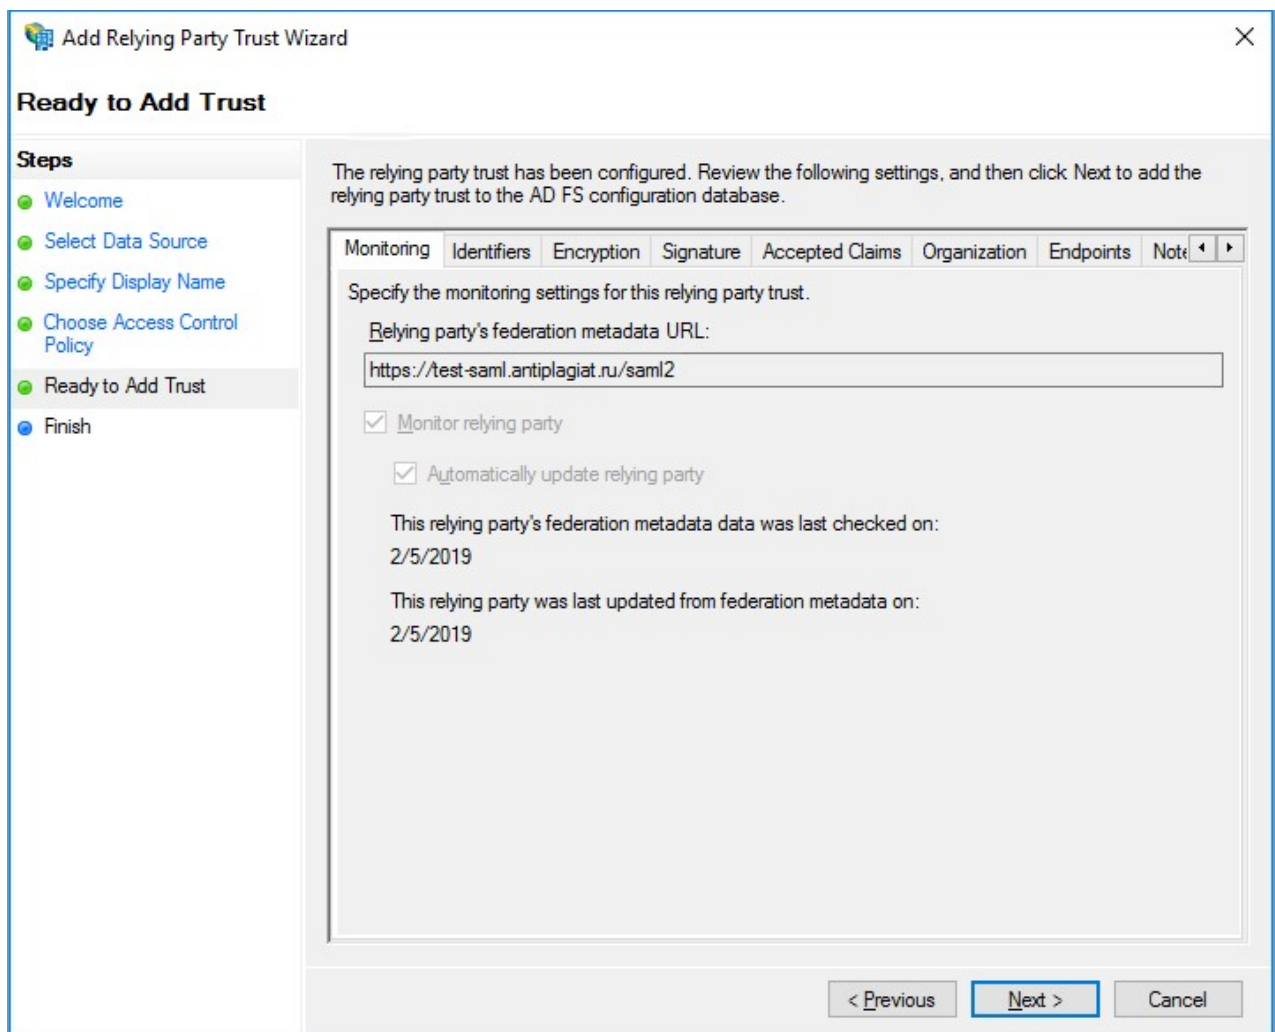 Add Relying Party Trust Wizard
Ready to Add Trust
Steps
Welcome
Select Data Source
Specify Display Name
Choose Access Control
Policy
Ready to Add Trust
Finish
The relying party trust has been configured. Review the following settings, and then click Next to add the
relying party trust to the AD FS configuration database.
Monitoring Identifiers Encryption Signature Accepted Claims Organization Endpoints Note
Specify the monitoring settings for this relying party trust.
Relying party's federation metadata URL:
https://test-saml.antiplagiat.ru/saml2
Monitor relying party
Automatically update relying party
This relying party's federation metadata data was last checked on:
2/5/2019
This relying party was last updated from federation metadata on:
2/5/2019
< Previous Next > Cancel